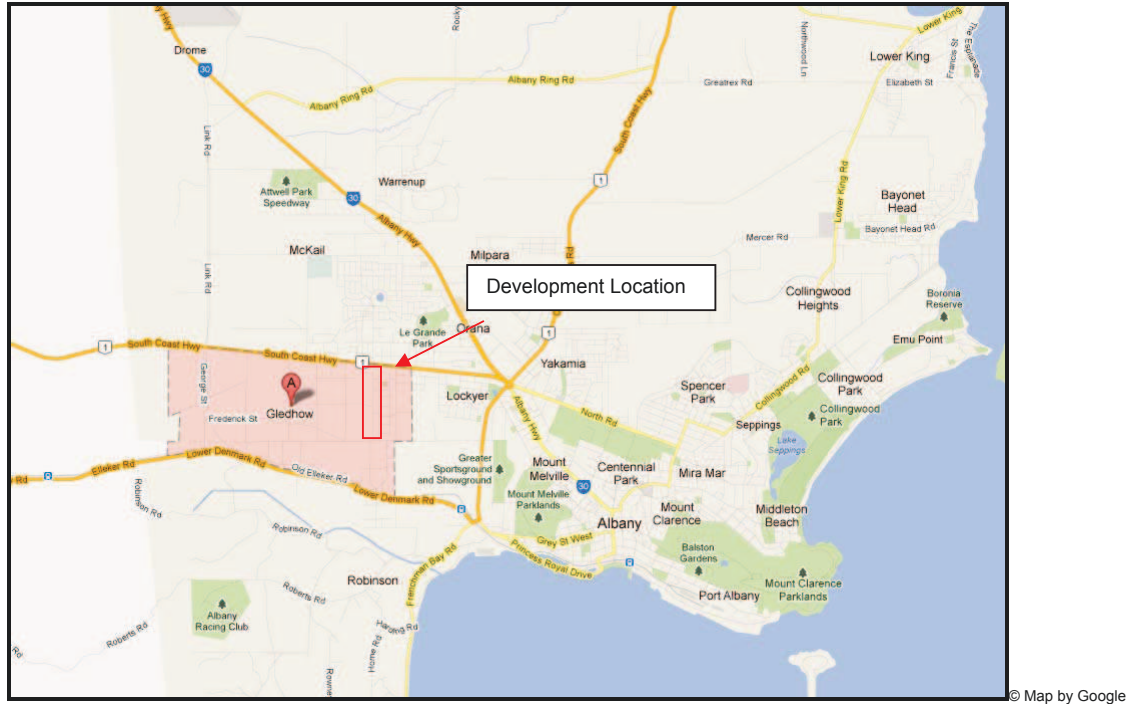 Albany Hwy
30
Drome
Rocky
Northwood Ln
Lower King
The Esplanade
Francis St
Lower King
Elizabeth St
Albany Ring Rd
Albany Ring Rd
Greatrex Rd
South Coast Hwy
1
Link Rd
Attwell Park
Speedway
Warrenup
30
Albany Hwy
Lower King Rd
Bayonet
Head
Bayonet Head Rd
McKail
Milpara
Mercer Rd
Link Rd
Development Location
Collingwood
Heights
Boronia
Reserve
Emu Point
Le Grande
Park
Orana
1
Yakamia
1
South Coast Hwy
South Coast Hwy
1
George St
A
Gledhow
Frederick St
Lockyer
Albany Hwy
North Rd
Spencer
Park
Collingwood Rd
Collingwood
Park
Collingwood
Park
Seppings
Lake
Seppings
Elleker Rd
Lower Denmark Rd
Old Elleker Rd
Lower Denmark Rd
Rd
Robinson Rd
Robinson Rd
Greater
Sportsground
and Showground
Mount
Melville
30
Mount Melville
Parklands
Centennial
Park
Mira Mar
Albany
Mount
Clarence
Middleton
Beach
Grey St West
Princess Royal Drive
Balston
Gardens
Mount Clarence
Parklands
Port Albany
Frenchman Bay Rd
Robinson
Roberts Rd
Roberts Rd
Albany
Racing Club
Harding Rd
Home Rd
Rd
© Map by Google